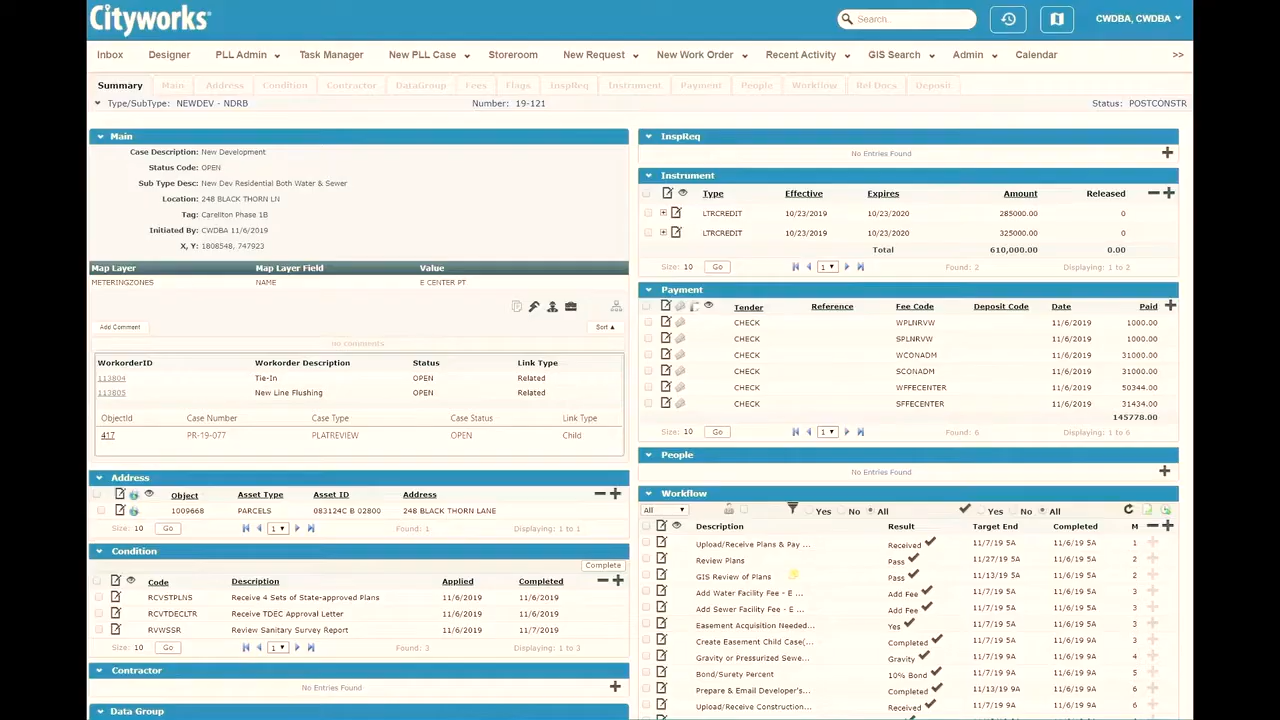 Cityworks
Search...
CWDBA, CWDBA
Inbox Designer PLL Admin Task Manager New PLL Case Storeroom New Request New Work Order Recent Activity GIS Search Admin Calendar >>
Summary Main Address Condition Contractor DataGroup Fees Flags InspReq Instrument Payment People Workflow Rel Docs Deposit
Type/SubType: NEWDEV - NDRB Number: 19-121 Status: POSTCONSTR
Main
Case Description: New Development
Status Code: OPEN
Sub Type Desc: New Dev Residential Both Water & Sewer
Location: 248 BLACK THORN LN
Tag: Carellton Phase 1B
Initiated By: CWDBA 11/6/2019
X, Y: 1808548, 747923
Map Layer Map Layer Field Value
METERINGZONES NAME E CENTER PT
Add Comment Sort ▲
No Comments
WorkorderID Workorder Description Status Link Type
113804 Tie-In OPEN Related
113805 New Line Flushing OPEN Related
ObjectId Case Number Case Type Case Status Link Type
417 PR-19-077 PLATREVIEW OPEN Child
Address
Object Asset Type Asset ID Address
1009668 PARCELS 083124C B 02800 248 BLACK THORN LANE
Size: 10 Go 1 Found: 1 Displaying: 1 to 1
Condition
Complete
Code Description Applied Completed
RCVSTPLNS Receive 4 Sets of State-approved Plans 11/6/2019 11/6/2019
RCVTDECLTR Receive TDEC Approval Letter 11/6/2019 11/6/2019
RVWSSR Review Sanitary Survey Report 11/6/2019 11/7/2019
Size: 10 Go 1 Found: 3 Displaying: 1 to 3
Contractor
No Entries Found
Data Group
InspReq
No Entries Found
Instrument
Type Effective Expires Amount Released
LTRCREDIT 10/23/2019 10/23/2020 285000.00 0
LTRCREDIT 10/23/2019 10/23/2020 325000.00 0
Total 610,000.00 0.00
Size: 10 Go 1 Found: 2 Displaying: 1 to 2
Payment
Tender Reference Fee Code Deposit Code Date Paid
CHECK WPLNRVW 11/6/2019 1000.00
CHECK SPLNRVW 11/6/2019 1000.00
CHECK WCONADM 11/6/2019 31000.00
CHECK SCONADM 11/6/2019 31000.00
CHECK WFFECENTER 11/6/2019 50344.00
CHECK SFFECENTER 11/6/2019 31434.00
145778.00
Size: 10 Go 1 Found: 6 Displaying: 1 to 6
People
No Entries Found
Workflow
All Yes No All Yes No All
Description Result Target End Completed M
Upload/Receive Plans & Pay ... Received 11/7/19 5A 11/6/19 5A 1
Review Plans Pass 11/27/19 5A 11/6/19 5A 2
GIS Review of Plans Pass 11/13/19 5A 11/6/19 5A 2
Add Water Facility Fee - E ... Add Fee 11/7/19 5A 11/6/19 5A 3
Add Sewer Facility Fee - E ... Add Fee 11/7/19 5A 11/6/19 5A 3
Easement Acquisition Needed... Yes 11/7/19 5A 11/6/19 5A 3
Create Easement Child Case(... Completed 11/7/19 5A 11/6/19 9A 3
Gravity or Pressurized Sewe... Gravity 11/7/19 9A 11/6/19 9A 4
Bond/Surety Percent 10% Bond 11/7/19 9A 11/6/19 9A 5
Prepare & Email Developer's... Completed 11/13/19 9A 11/6/19 9A 6
Upload/Receive Construction... Received 11/7/19 9A 11/6/19 9A 6